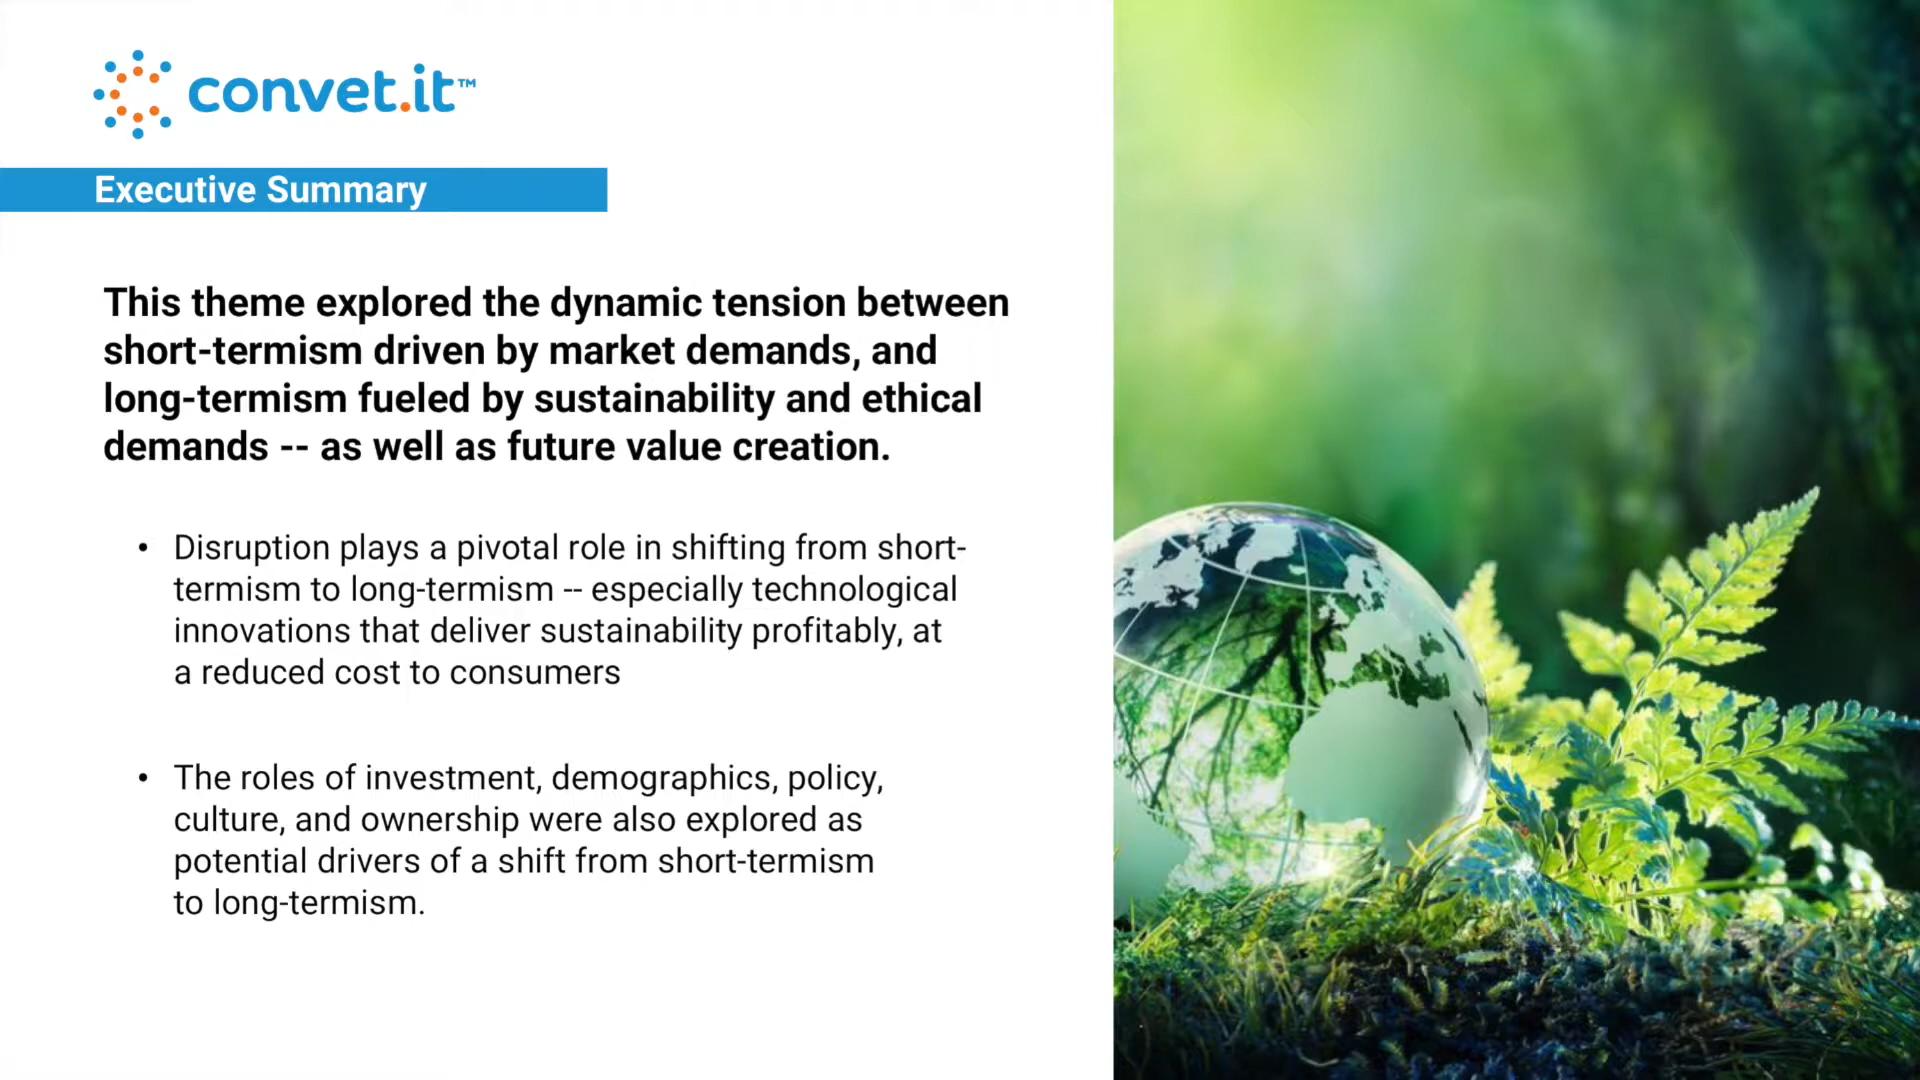 convet.it™
Executive Summary
This theme explored the dynamic tension between
short-termism driven by market demands, and
long-termism fueled by sustainability and ethical
demands -- as well as future value creation.
• Disruption plays a pivotal role in shifting from short-
termism to long-termism -- especially technological
innovations that deliver sustainability profitably, at
a reduced cost to consumers
• The roles of investment, demographics, policy,
culture, and ownership were also explored as
potential drivers of a shift from short-termism
to long-termism.